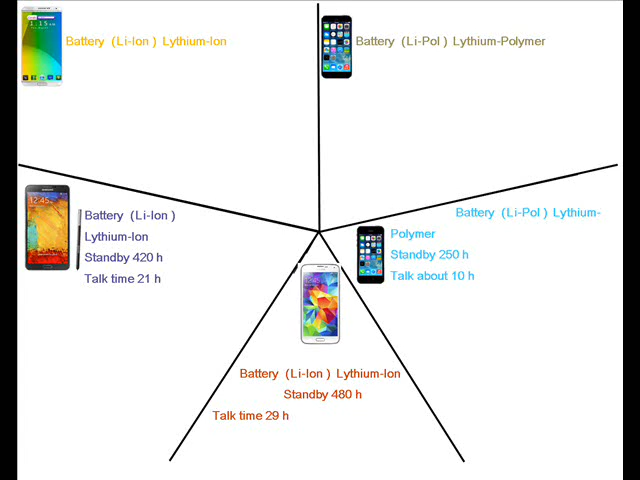 Battery (Li-Ion ) Lythium-Ion
Battery (Li-Pol ) Lythium-Polymer
Battery (Li-Ion )
Lythium-Ion
Standby 420 h
Talk time 21 h
Battery (Li-Pol ) Lythium-
Polymer
Standby 250 h
Talk about 10 h
Battery (Li-Ion ) Lythium-Ion
Standby 480 h
Talk time 29 h